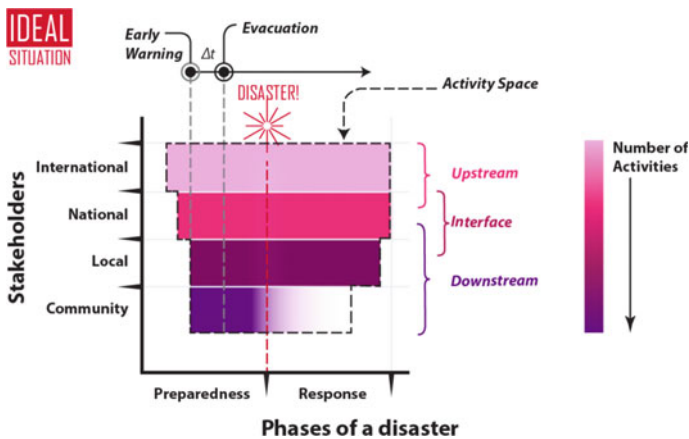 IDEAL
SITUATION
Early
Warning
Δt
Evacuation
DISASTER!
Activity Space
Stakeholders
International
National
Local
Community
Upstream
Interface
Downstream
Number of
Activities
Preparedness
Response
Phases of a disaster